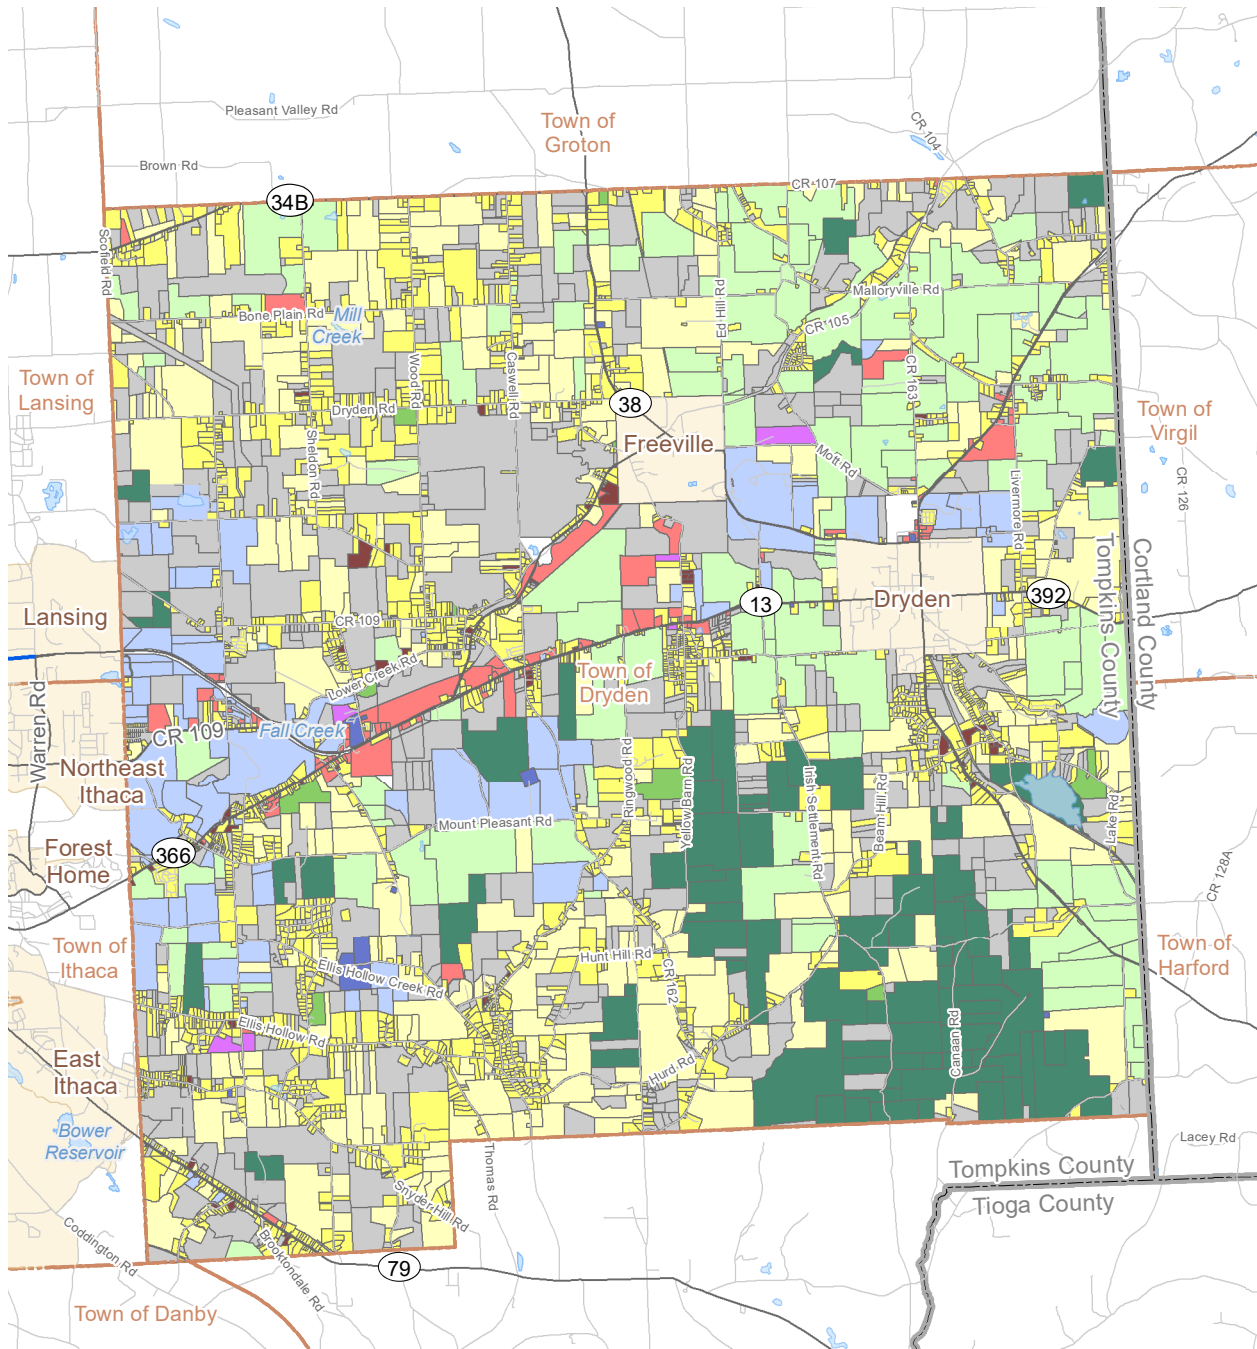 Pleasant Valley Rd
Town of
Groton
CR 104
Brown Rd
CR 107
34B
Scofield Rd
Malloryville Rd
Bone Plain Rd
Mill
Creek
Ed Hill Rd
CR 105
Town of
Lansing
Wood Rd
Caswell Rd
CR 163
38
Dryden Rd
Town of
Virgil
Freeville
Sheldon Rd
Mott Rd
Livermore Rd
CR 126
Tompkins County
Cortland County
Lansing
13
Dryden
392
CR 109
Lower Creek Rd
Town of
Dryden
Warren Rd
CR 109
Fall Creek
Northeast
Ithaca
Ringwood Rd
Yellow Barn Rd
Irish Settlement Rd
Beam Hill Rd
Lake Rd
Mount Pleasant Rd
366
Forest
Home
CR 128A
Town of
Ithaca
Ellis Hollow Creek Rd
Hunt Hill Rd
CR 162
Town of
Harford
Ellis Hollow Rd
Canaan Rd
East
Ithaca
Hurd Rd
Bower
Reservoir
Thomas Rd
Lacey Rd
Tompkins County
Tioga County
Snyder Hill Rd
Coddington Rd
Brooktondale Rd
79
Town of Danby